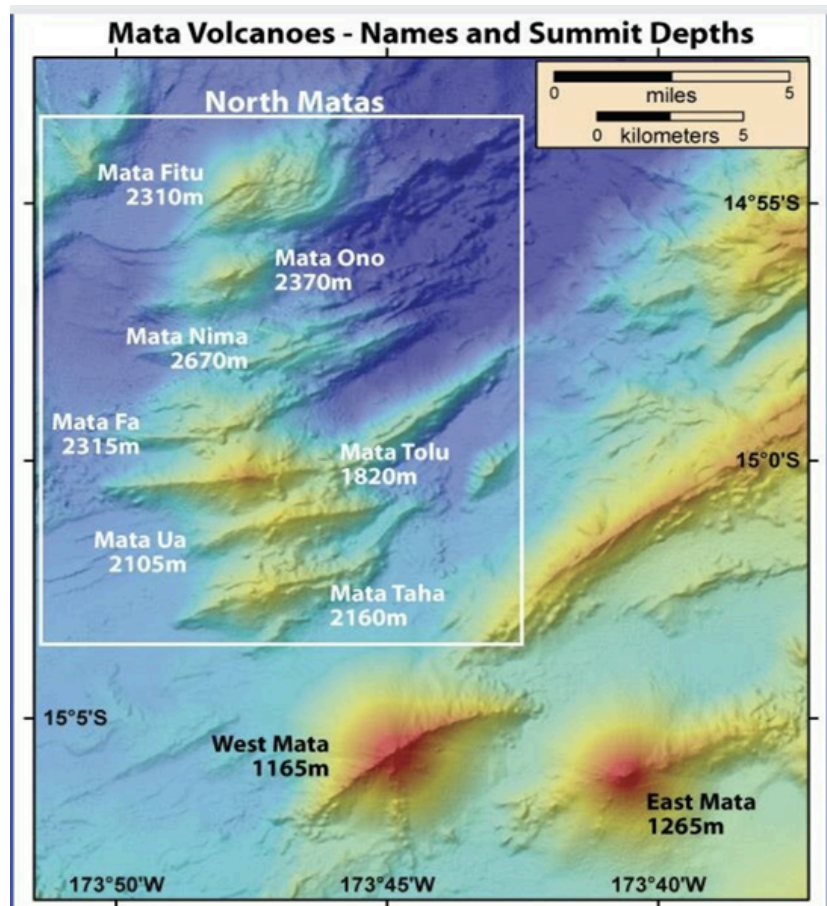 Mata Volcanoes - Names and Summit Depths
North Matas
0 5
miles
0 kilometers 5
Mata Fitu
2310m
14°55'S
Mata Ono
2370m
Mata Nima
2670m
Mata Fa
2315m
Mata Tolu
1820m
15°0'S
Mata Ua
2105m
Mata Taha
2160m
15°5'S
West Mata
1165m
East Mata
1265m
173°50'W 173°45'W 173°40'W